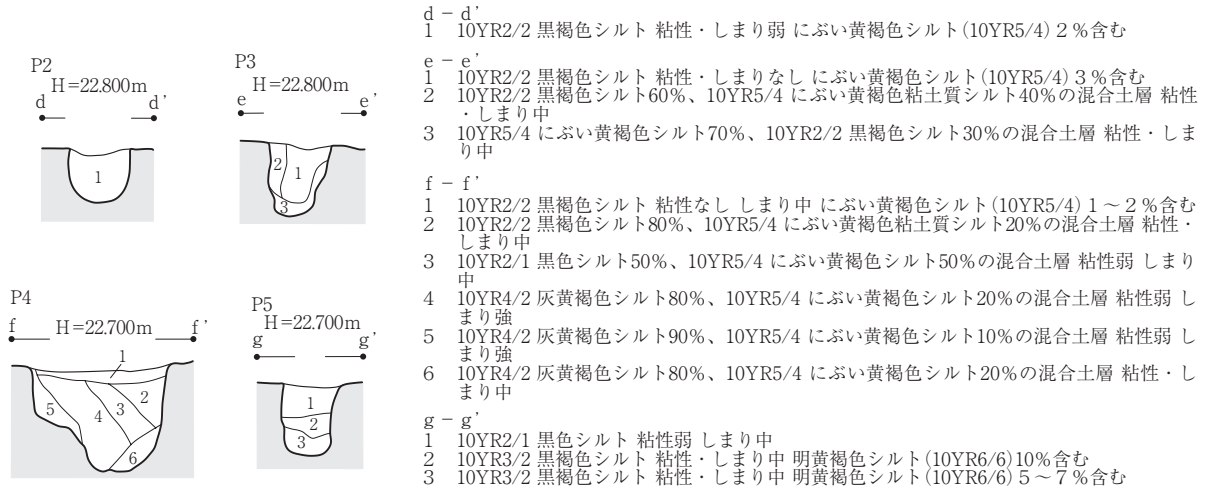 P2
H=22.800m
d d'
1
P3
H=22.800m
e e'
2 1
3
P4
H=22.700m
f f'
1
2
3
4
5
6
P5
H=22.700m
g g'
1
2
3
d－d'
1 10YR2/2 黒褐色シルト 粘性・しまり弱 にぶい黄褐色シルト(10YR5/4)２%含む
e－e'
1 10YR2/2 黒褐色シルト 粘性・しまりなし にぶい黄褐色シルト(10YR5/4)３%含む
2 10YR2/2 黒褐色シルト60%、10YR5/4 にぶい黄褐色粘土質シルト40%の混合土層 粘性
・しまり中
3 10YR5/4 にぶい黄褐色シルト70%、10YR2/2 黒褐色シルト30%の混合土層 粘性・しま
り中
f－f'
1 10YR2/2 黒褐色シルト 粘性なし しまり中 にぶい黄褐色シルト(10YR5/4)１～２%含む
2 10YR2/2 黒褐色シルト80%、10YR5/4 にぶい黄褐色粘土質シルト20%の混合土層 粘性・
しまり中
3 10YR2/1 黒色シルト50%、10YR5/4 にぶい黄褐色シルト50%の混合土層 粘性弱 しまり
中
4 10YR4/2 灰黄褐色シルト80%、10YR5/4 にぶい黄褐色シルト20%の混合土層 粘性弱 し
まり強
5 10YR4/2 灰黄褐色シルト90%、10YR5/4 にぶい黄褐色シルト10%の混合土層 粘性弱 し
まり強
6 10YR4/2 灰黄褐色シルト80%、10YR5/4 にぶい黄褐色シルト20%の混合土層 粘性・し
まり中
g－g'
1 10YR2/1 黒色シルト 粘性弱 しまり中
2 10YR3/2 黒褐色シルト 粘性・しまり中 明黄褐色シルト(10YR6/6)10%含む
3 10YR3/2 黒褐色シルト 粘性・しまり中 明黄褐色シルト(10YR6/6)５～７%含む